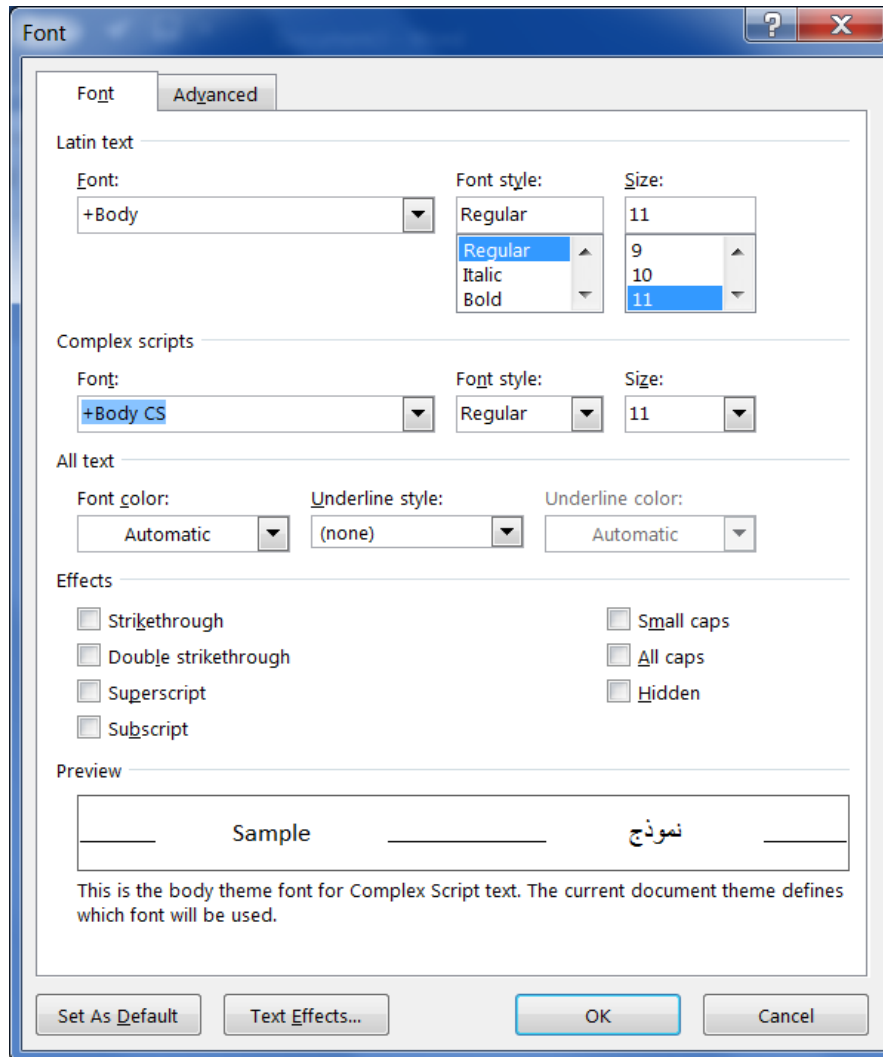 Font
Font Advanced
Latin text
Font: Font style: Size:
+Body Regular 11
Regular 9
Italic 10
Bold 11
Complex scripts
Font: Font style: Size:
+Body CS Regular 11
All text
Font color: Underline style: Underline color:
Automatic (none) Automatic
Effects
Strikethrough Small caps
Double strikethrough All caps
Superscript Hidden
Subscript
Preview
Sample نموذج
This is the body theme font for Complex Script text. The current document theme defines
which font will be used.
Set As Default Text Effects... OK Cancel